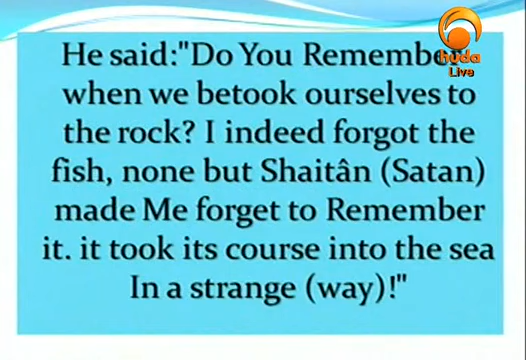 He said:"Do You Remember
when we betook ourselves to
the rock? I indeed forgot the
fish, none but Shaitân (Satan)
made Me forget to Remember
it. it took its course into the sea
In a strange (way)!"
huda
Live